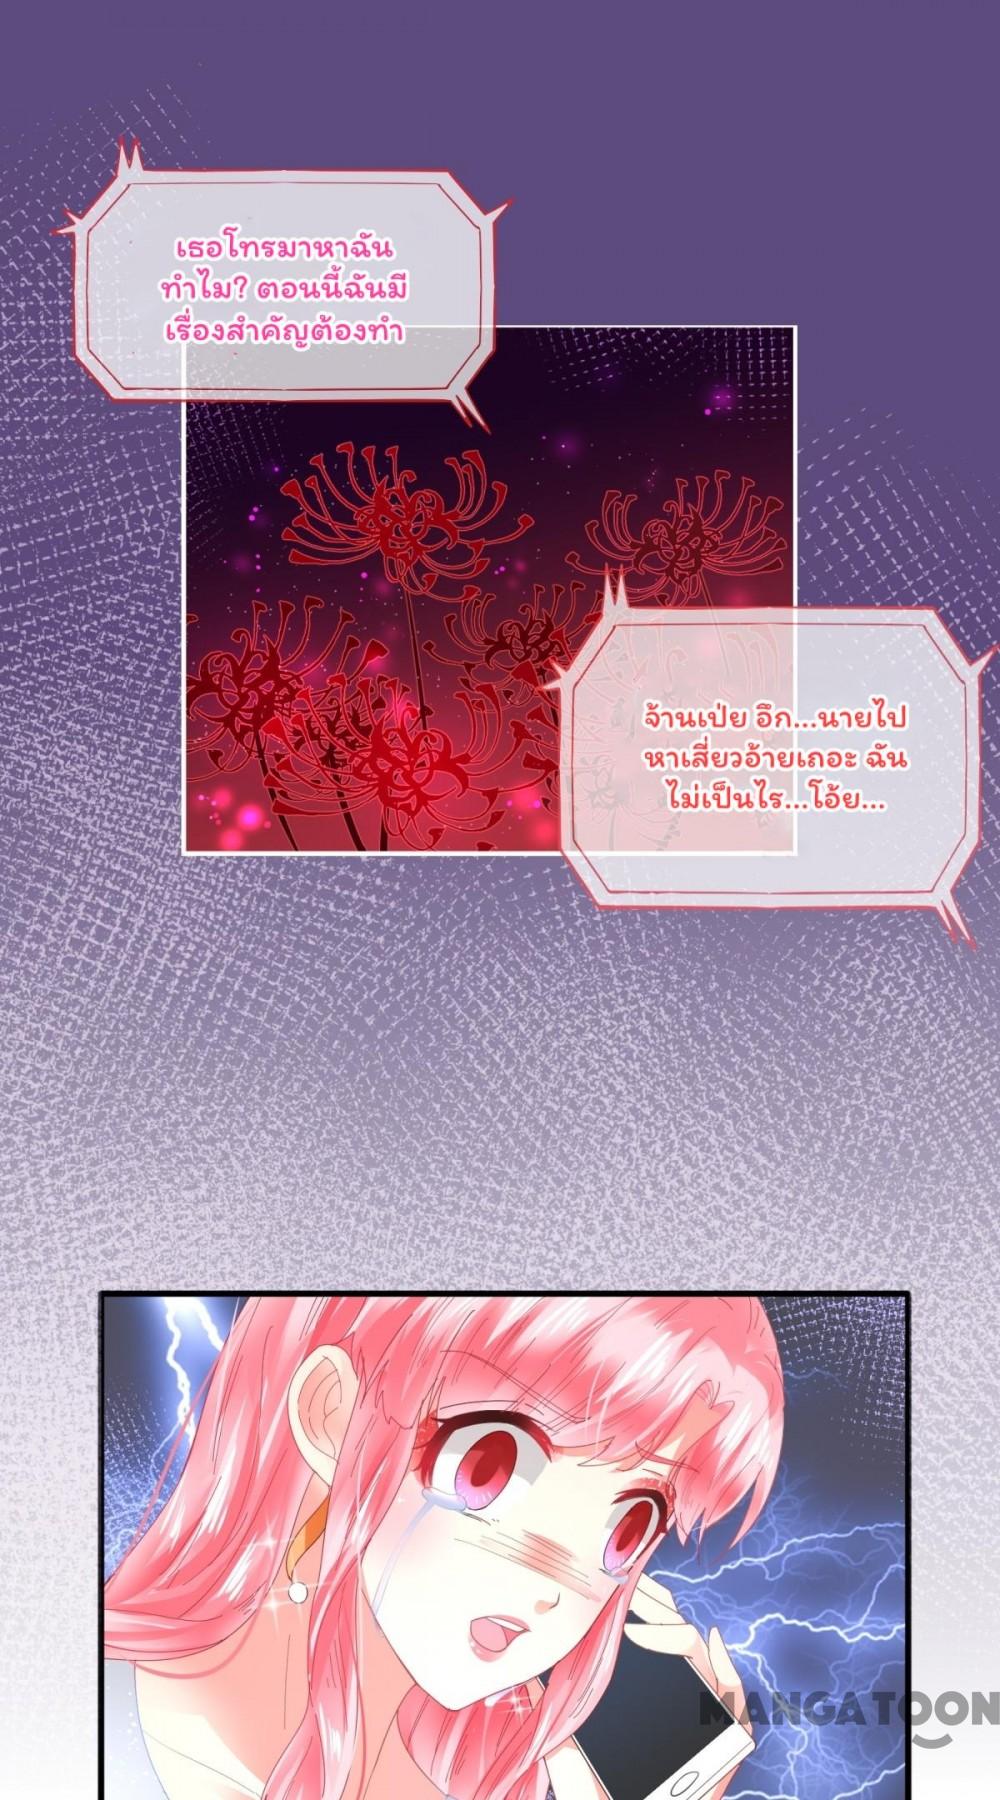 เธอโทรมาหาฉัน
ทำไม? ตอนนี้ฉันมี
เรื่องสำคัญต้องทำ
จ้านเป่ย อึก...นายไป
หาเสี่ยวอ้ายเถอะ ฉัน
ไม่เป็นไร...โอ้ย...
MANGATOON